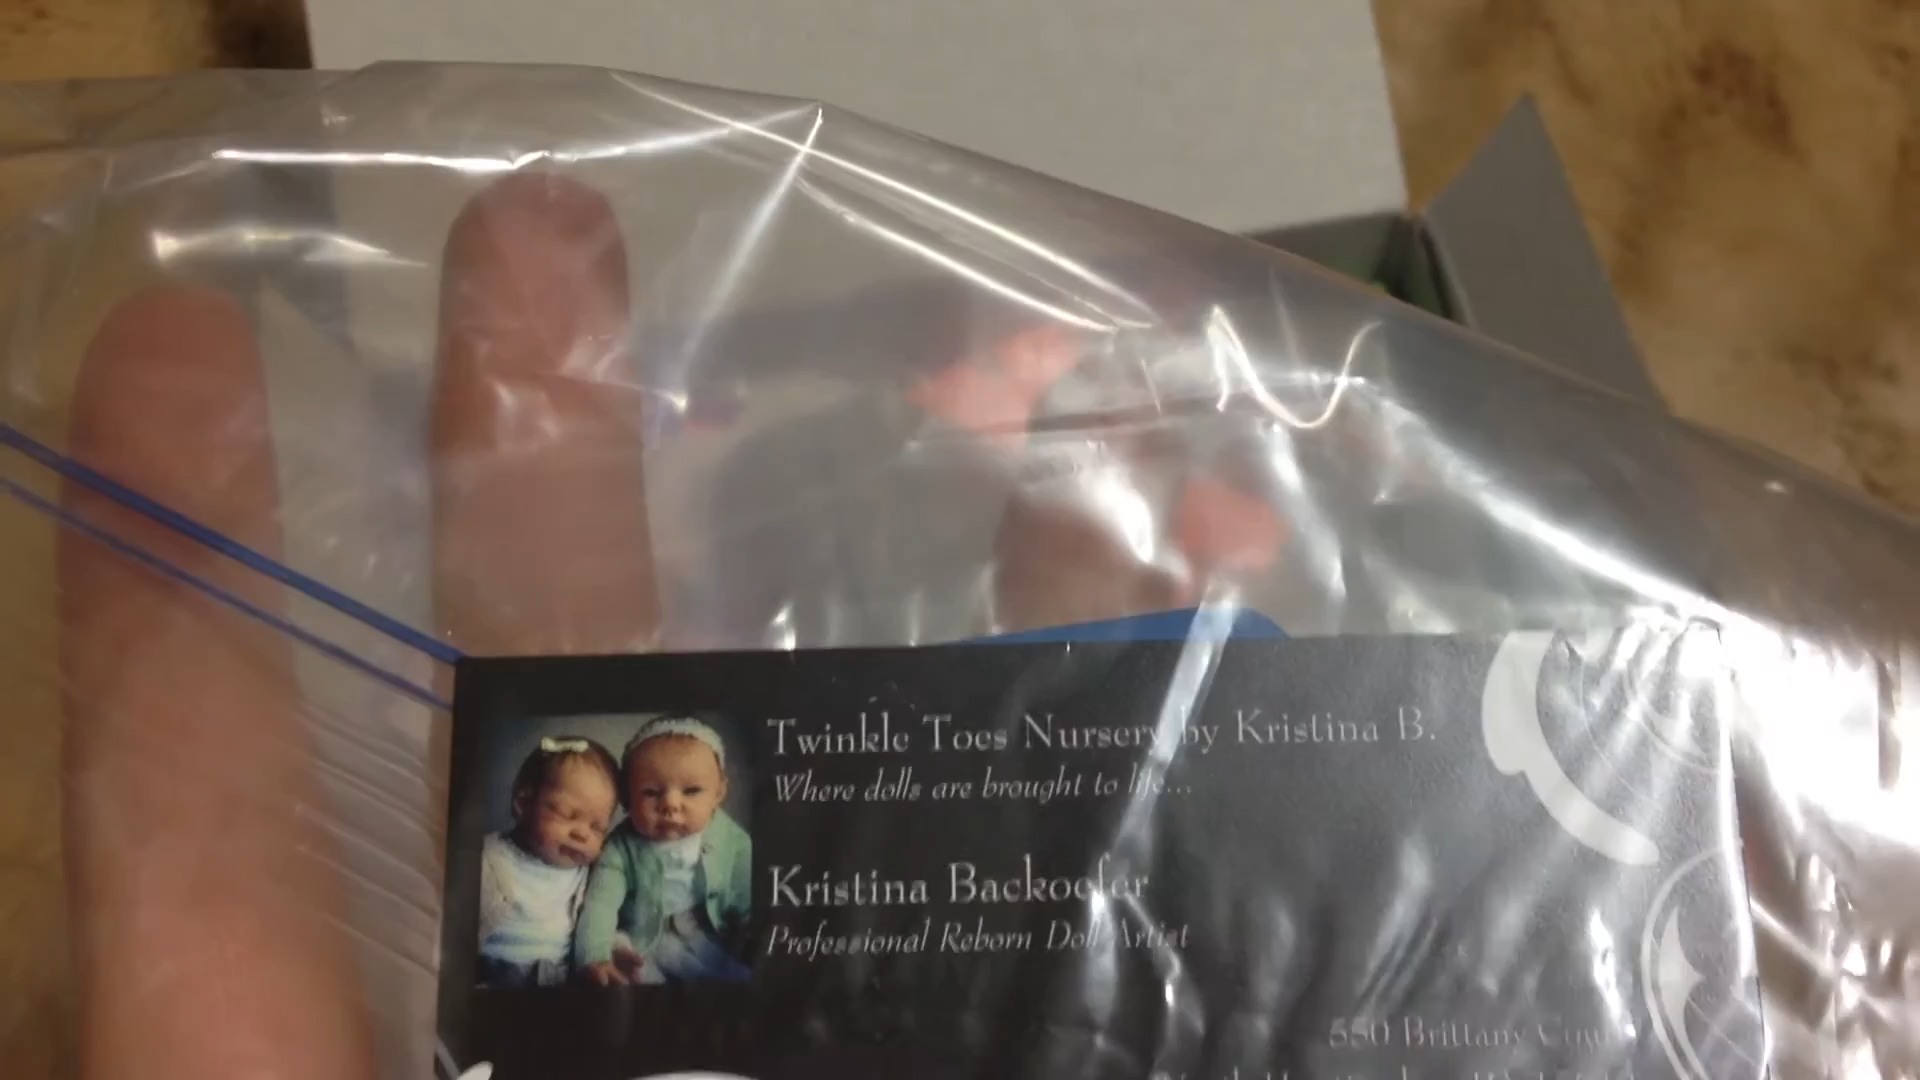 Twinkle Toes Nursery by Kristina B.
Where dolls are brought to life...
Kristina Backoefer
Professional Reborn Doll Artist
550 Brittany